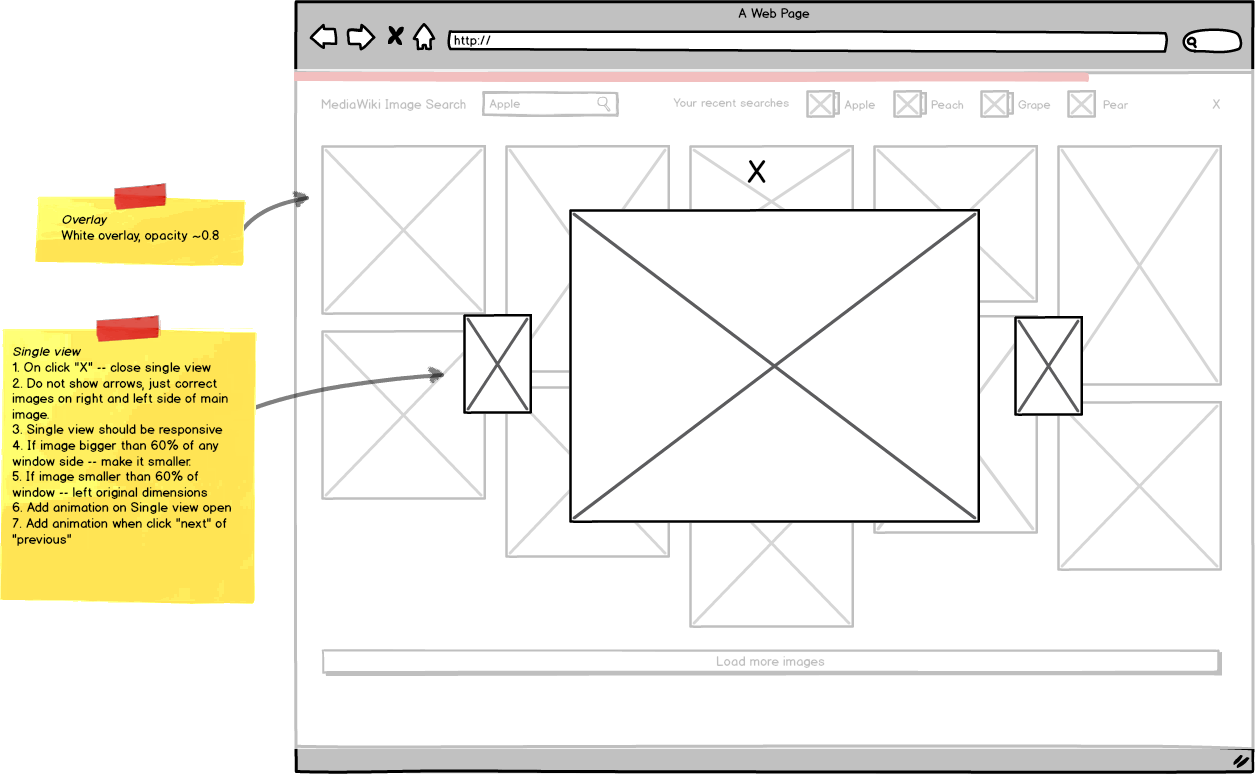 A Web Page
http://
MediaWiki Image Search
Apple
Your recent searches
Apple
Peach
Grape
Pear
X
X
Overlay
White overlay, opacity ~0.8
Single view
1. On click "X" -- close single view
2. Do not show arrows, just correct
images on right and left side of main
image.
3. Single view should be responsive
4. If image bigger than 60% of any
window side -- make it smaller.
5. If image smaller than 60% of
window -- left original dimensions
6. Add animation on Single view open
7. Add animation when click "next" of
"previous"
Load more images